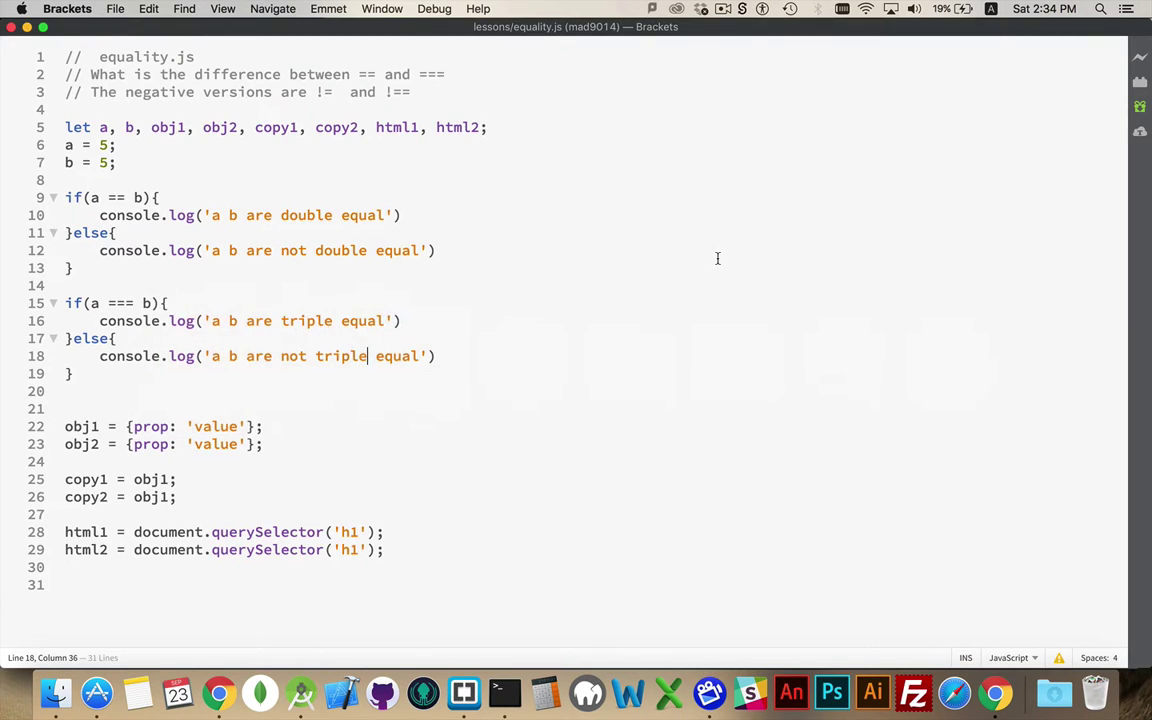 Brackets File Edit Find View Navigate Emmet Window Debug Help 19% Sat 2:34 PM
lessons/equality.js (mad9014) — Brackets
1 // equality.js
2 // What is the difference between == and ===
3 // The negative versions are != and !==
4
5 let a, b, obj1, obj2, copy1, copy2, html1, html2;
6 a = 5;
7 b = 5;
8
9 if(a == b){
10 console.log('a b are double equal')
11 }else{
12 console.log('a b are not double equal')
13 }
14
15 if(a === b){
16 console.log('a b are triple equal')
17 }else{
18 console.log('a b are not triple equal')
19 }
20
21
22 obj1 = {prop: 'value'};
23 obj2 = {prop: 'value'};
24
25 copy1 = obj1;
26 copy2 = obj1;
27
28 html1 = document.querySelector('h1');
29 html2 = document.querySelector('h1');
30
31
Line 18, Column 36 — 31 Lines INS JavaScript Spaces: 4
SEP
23
An Ps Ai Fz